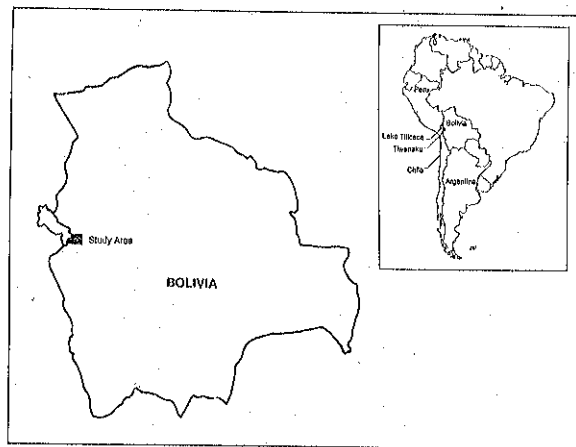 Study Area
BOLIVIA
Peru
Bolivia
Lake Titicaca
Tiwanaku
Chile
Argentina